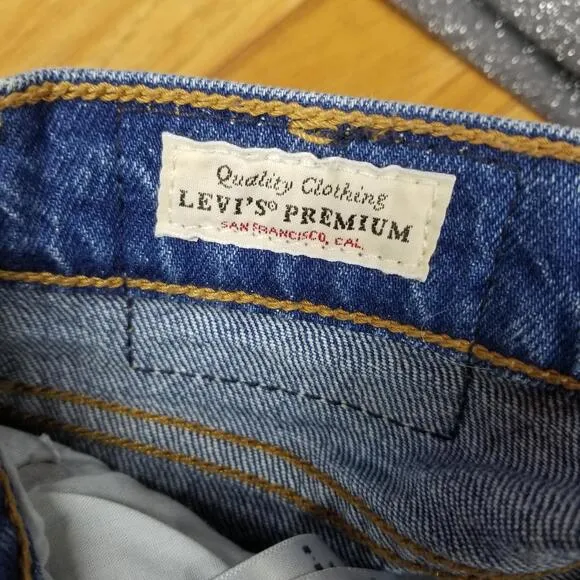 Quality Clothing
LEVI'S® PREMIUM
SAN FRANCISCO, CAL.